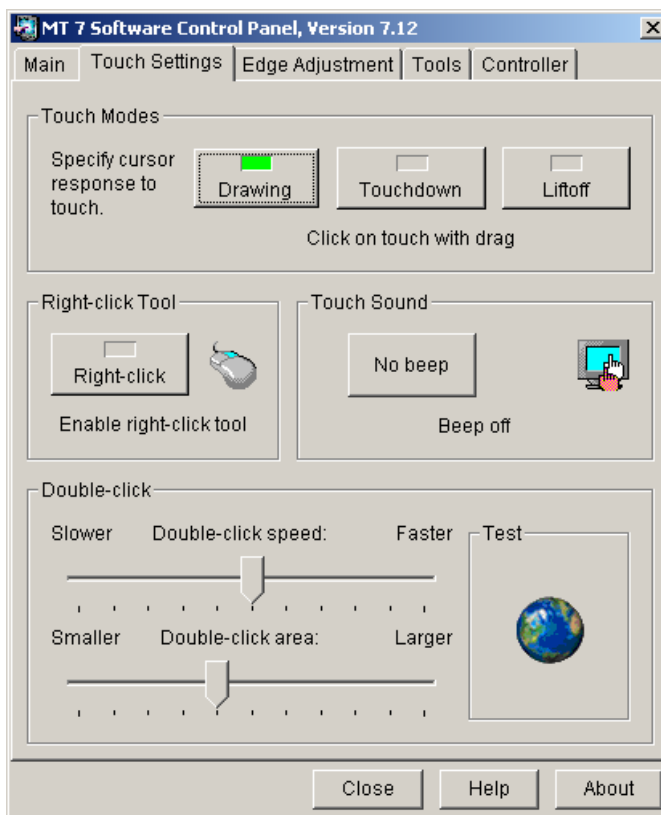 MT 7 Software Control Panel, Version 7.12
Main Touch Settings Edge Adjustment Tools Controller
Touch Modes
Specify cursor
response to
touch.
Drawing Touchdown Liftoff
Click on touch with drag
Right-click Tool
Right-click
Enable right-click tool
Touch Sound
No beep
Beep off
Double-click
Slower Double-click speed: Faster
Smaller Double-click area: Larger
Test
Close Help About